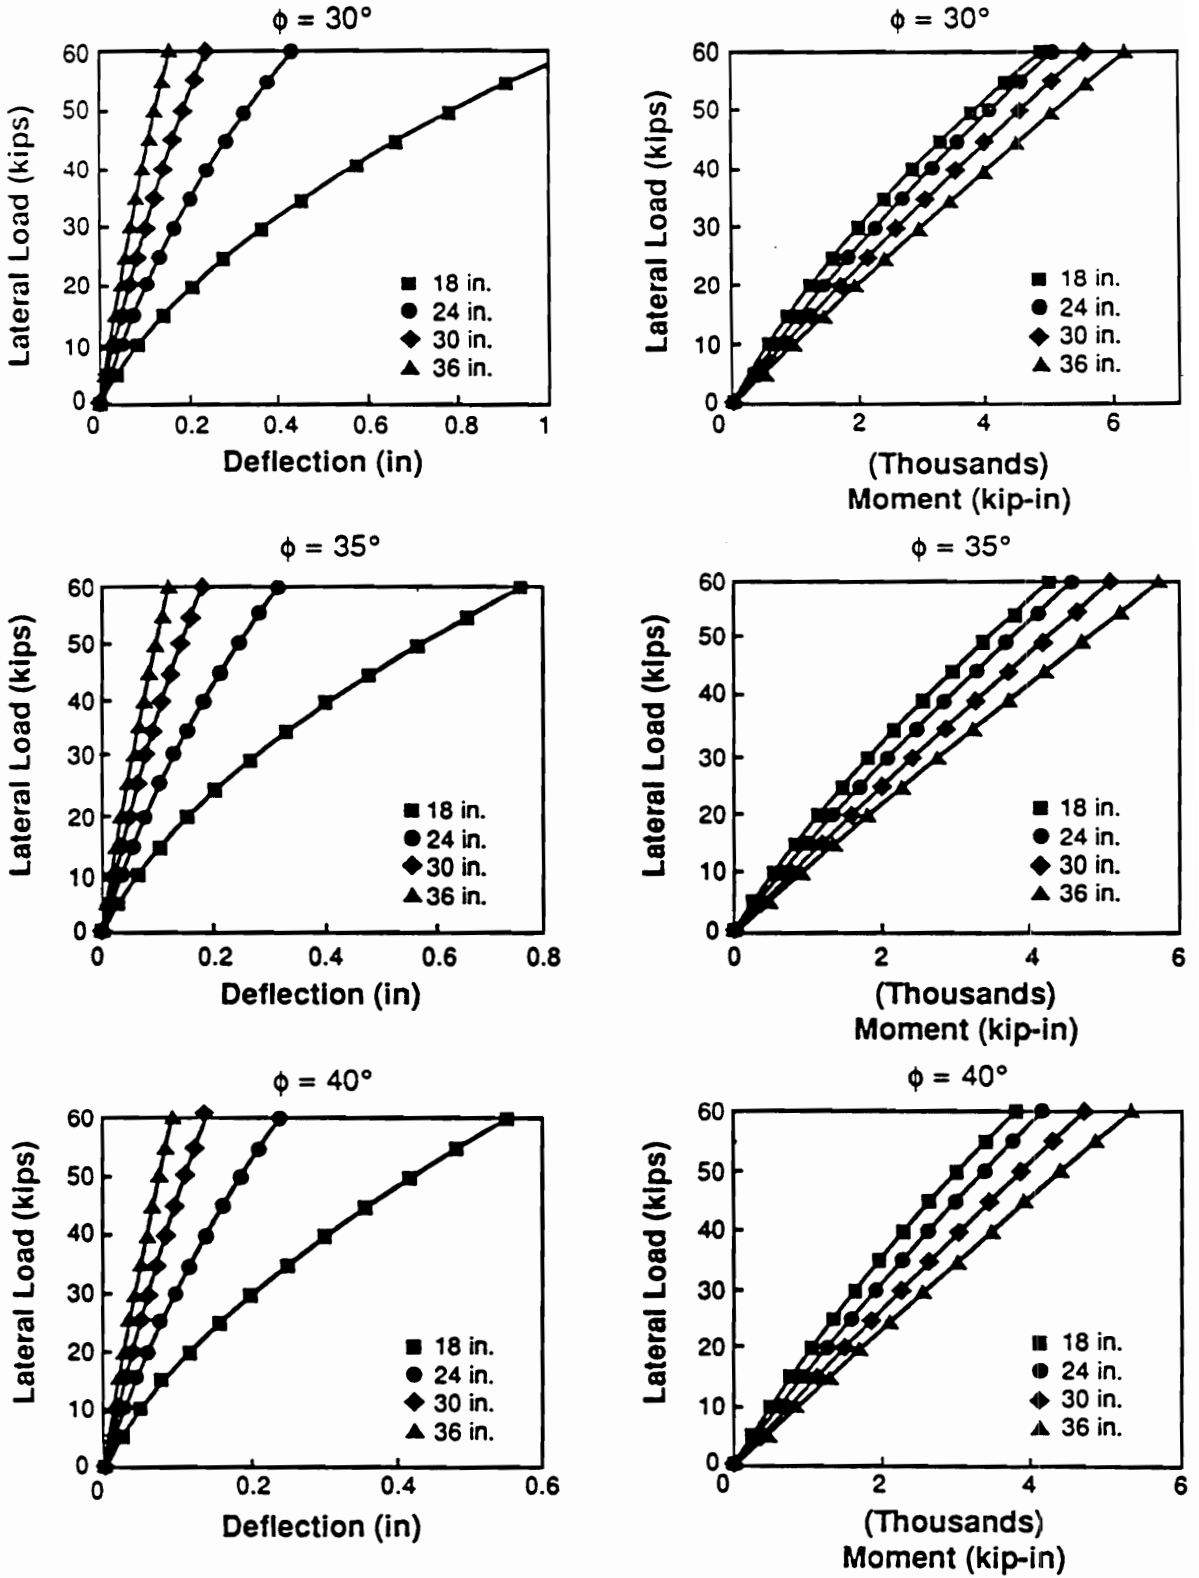 ϕ = 30°
Lateral Load (kips)
60
50
40
30
20
10
0
0 0.2 0.4 0.6 0.8 1
Deflection (in)
18 in.
24 in.
30 in.
36 in.
ϕ = 30°
Lateral Load (kips)
60
50
40
30
20
10
0
0 2 4 6
(Thousands)
Moment (kip-in)
18 in.
24 in.
30 in.
36 in.
ϕ = 35°
Lateral Load (kips)
60
50
40
30
20
10
0
0 0.2 0.4 0.6 0.8
Deflection (in)
18 in.
24 in.
30 in.
36 in.
ϕ = 35°
Lateral Load (kips)
60
50
40
30
20
10
0
0 2 4 6
(Thousands)
Moment (kip-in)
18 in.
24 in.
30 in.
36 in.
ϕ = 40°
Lateral Load (kips)
60
50
40
30
20
10
0
0 0.2 0.4 0.6
Deflection (in)
18 in.
24 in.
30 in.
36 in.
ϕ = 40°
Lateral Load (kips)
60
50
40
30
20
10
0
0 2 4 6
(Thousands)
Moment (kip-in)
18 in.
24 in.
30 in.
36 in.